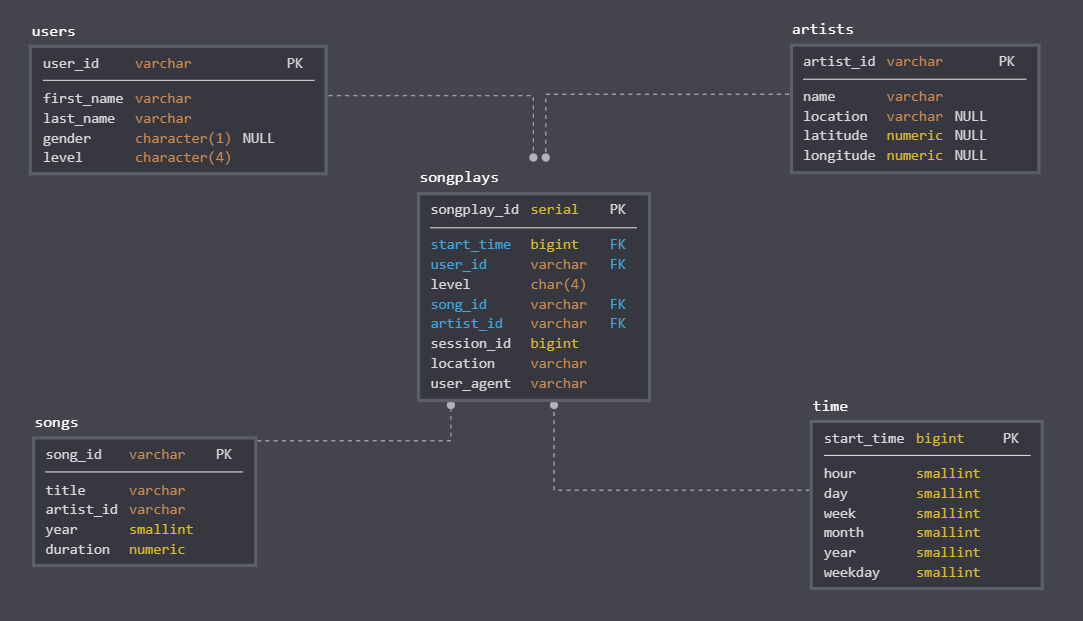 users
user_id varchar PK
first_name varchar
last_name varchar
gender character(1) NULL
level character(4)
artists
artist_id varchar PK
name varchar
location varchar NULL
latitude numeric NULL
longitude numeric NULL
songplays
songplay_id serial PK
start_time bigint FK
user_id varchar FK
level char(4)
song_id varchar FK
artist_id varchar FK
session_id bigint
location varchar
user_agent varchar
songs
song_id varchar PK
title varchar
artist_id varchar
year smallint
duration numeric
time
start_time bigint PK
hour smallint
day smallint
week smallint
month smallint
year smallint
weekday smallint